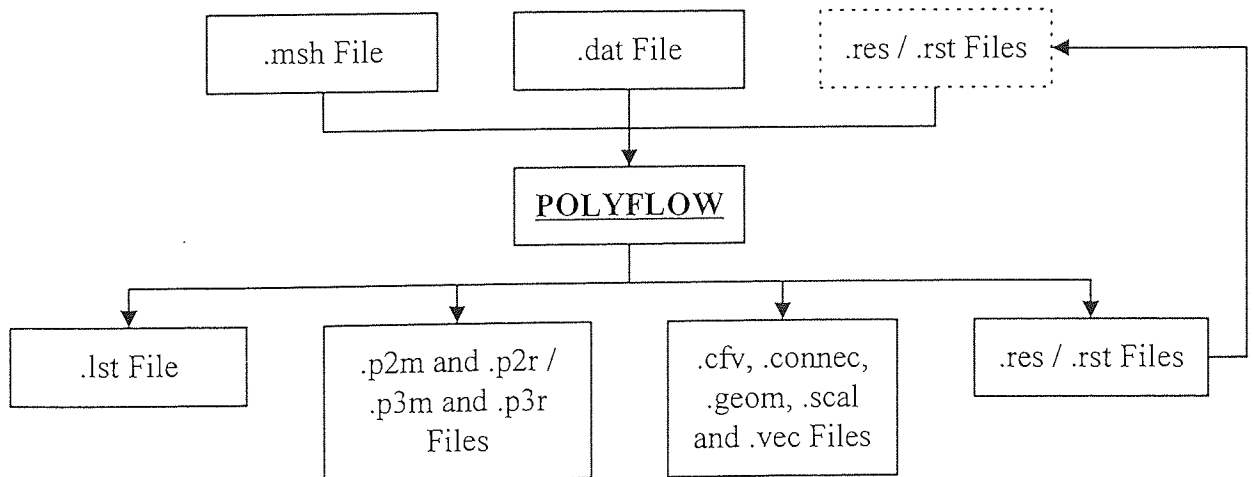 .msh File
.dat File
.res / .rst Files
POLYFLOW
.lst File
.p2m and .p2r /
.p3m and .p3r
Files
.cfv, .connec,
.geom, .scal
and .vec Files
.res / .rst Files